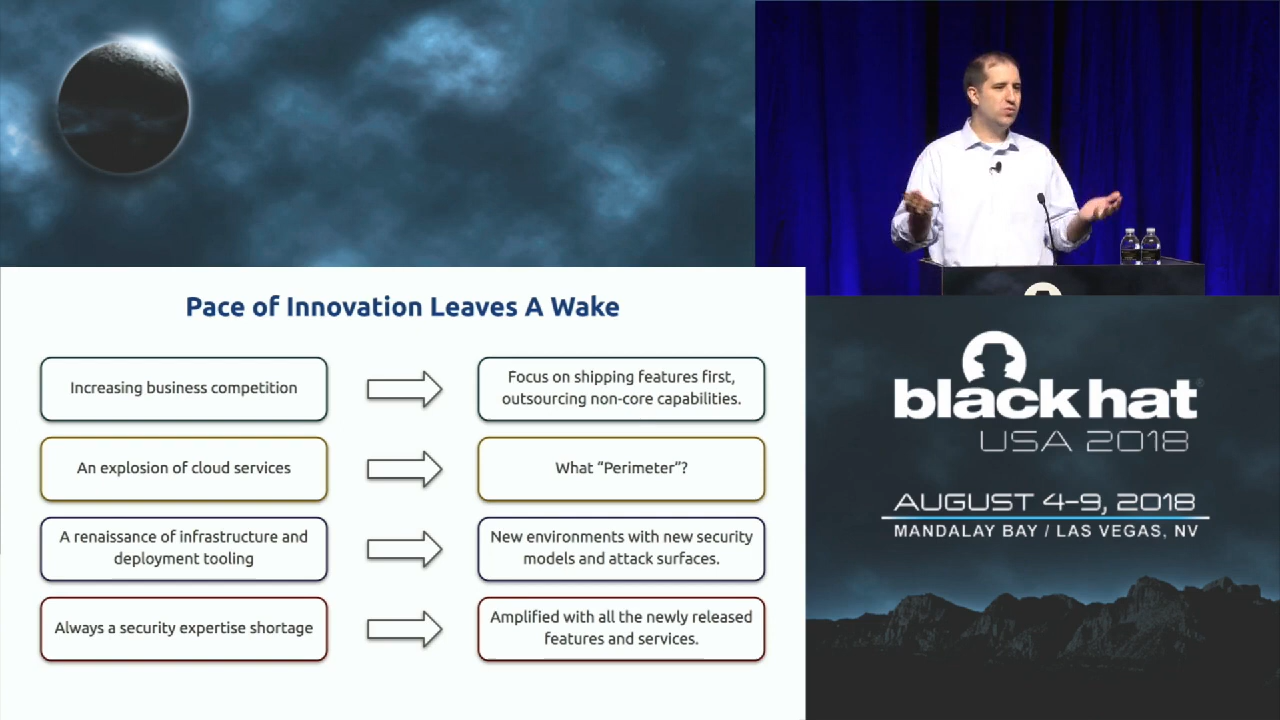 Pace of Innovation Leaves A Wake
Increasing business competition
Focus on shipping features first,
outsourcing non-core capabilities.
An explosion of cloud services
What “Perimeter”?
A renaissance of infrastructure and
deployment tooling
New environments with new security
models and attack surfaces.
Always a security expertise shortage
Amplified with all the newly released
features and services.
black hat
USA 2018
AUGUST 4-9, 2018
MANDALAY BAY / LAS VEGAS, NV